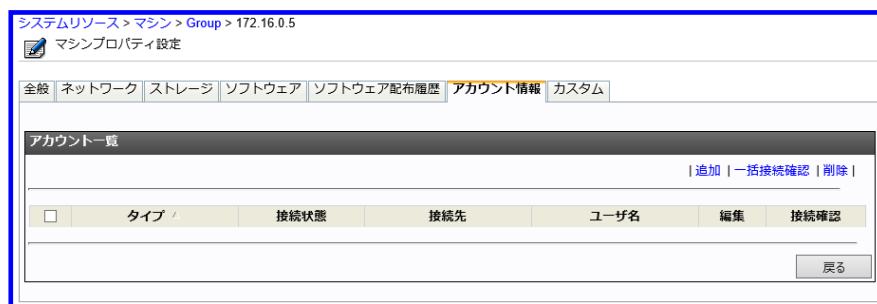 システムリソース > マシン > Group > 172.16.0.5
マシンプロパティ設定
全般 ネットワーク ストレージ ソフトウェア ソフトウェア配布履歴 アカウント情報 カスタム
アカウント一覧
| 追加 | 一括接続確認 | 削除 |
タイプ 接続状態 接続先 ユーザ名 編集 接続確認
戻る